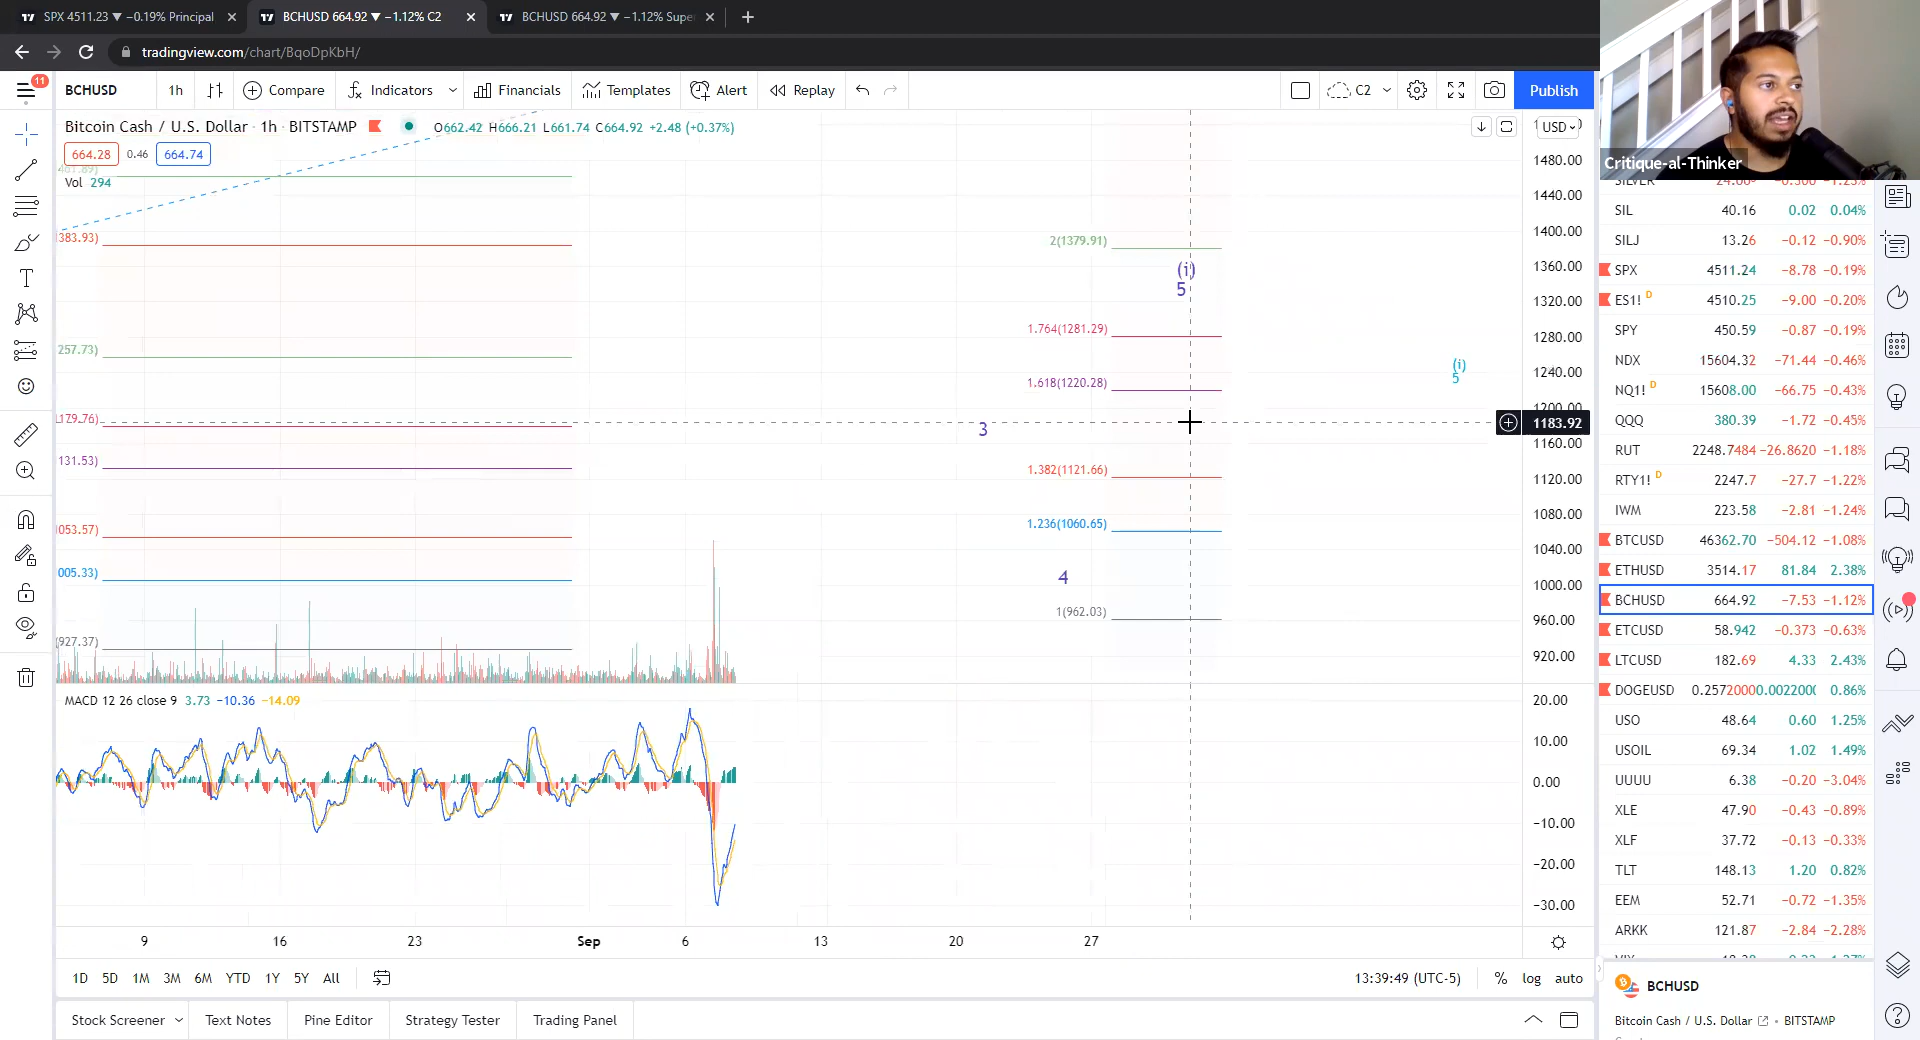 SPX 4511.23 ▼ −0.19% Principal
BCHUSD 664.92 ▼ −1.12% C2
BCHUSD 664.92 ▼ −1.12% Supe
tradingview.com/chart/BqoDpKbH/
11
BCHUSD
1h
Compare
Indicators
Financials
Templates
Alert
Replay
C2
Publish
Bitcoin Cash / U.S. Dollar · 1h · BITSTAMP
O662.42 H666.21 L661.74 C664.92 +2.48 (+0.37%)
USD
664.28
0.46
664.74
Vol 294
383.93)
257.73)
179.76)
131.53)
053.57)
005.33)
(927.37)
2(1379.91)
(i)
5
1.764(1281.29)
1.618(1220.28)
(i)
5
3
1.382(1121.66)
1.236(1060.65)
4
1(962.03)
1480.00
1440.00
1400.00
1360.00
1320.00
1280.00
1240.00
1200.00
1183.92
1160.00
1120.00
1080.00
1040.00
1000.00
960.00
920.00
MACD 12 26 close 9 3.73 −10.36 −14.09
20.00
10.00
0.00
−10.00
−20.00
−30.00
9 16 23 Sep 6 13 20 27
1D 5D 1M 3M 6M YTD 1Y 5Y All
13:39:49 (UTC-5)
% log auto
Stock Screener
Text Notes
Pine Editor
Strategy Tester
Trading Panel
Critique-al-Thinker
SILVER
SIL 40.16 0.02 0.04%
SILJ 13.26 −0.12 −0.90%
SPX 4511.24 −8.78 −0.19%
ES1! D 4510.25 −9.00 −0.20%
SPY 450.59 −0.87 −0.19%
NDX 15604.32 −71.44 −0.46%
NQ1! D 15608.00 −66.75 −0.43%
QQQ 380.39 −1.72 −0.45%
RUT 2248.7484 −26.8620 −1.18%
RTY1! D 2247.7 −27.7 −1.22%
IWM 223.58 −2.81 −1.24%
BTCUSD 46362.70 −504.12 −1.08%
ETHUSD 3514.17 81.84 2.38%
BCHUSD 664.92 −7.53 −1.12%
ETCUSD 58.942 −0.373 −0.63%
LTCUSD 182.69 4.33 2.43%
DOGEUSD 0.25720000 0.0022000 0.86%
USO 48.64 0.60 1.25%
USOIL 69.34 1.02 1.49%
UUUU 6.38 −0.20 −3.04%
XLE 47.90 −0.43 −0.89%
XLF 37.72 −0.13 −0.33%
TLT 148.13 1.20 0.82%
EEM 52.71 −0.72 −1.35%
ARKK 121.87 −2.84 −2.28%
BCHUSD
Bitcoin Cash / U.S. Dollar • BITSTAMP